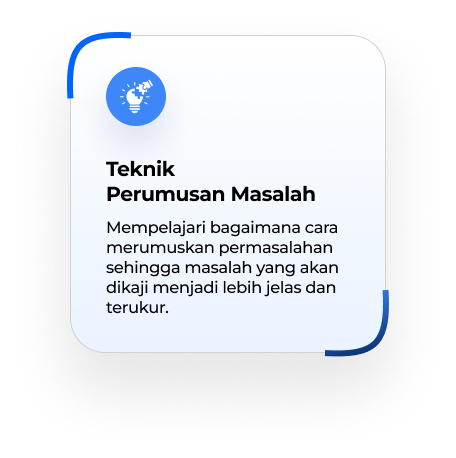 Teknik
Perumusan Masalah
Mempelajari bagaimana cara
merumuskan permasalahan
sehingga masalah yang akan
dikaji menjadi lebih jelas dan
terukur.